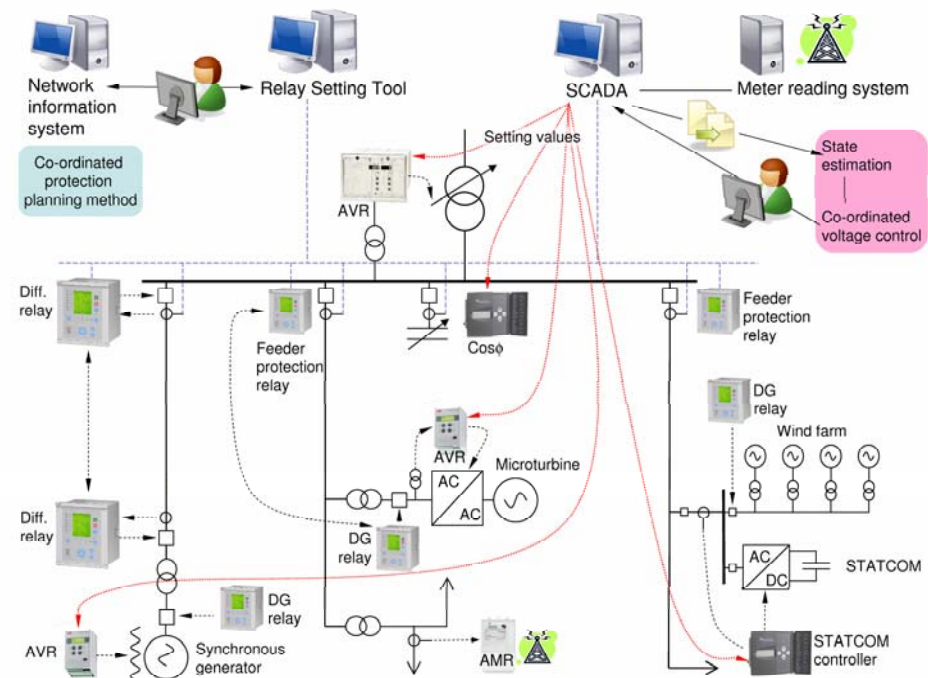 Network
information
system
Relay Setting Tool
SCADA
Meter reading system
Co-ordinated
protection
planning method
Setting values
AVR
State
estimation
Co-ordinated
voltage control
Diff.
relay
Feeder
protection
relay
Cosϕ
Feeder
protection
relay
DG
relay
Wind farm
AVR
Microturbine
AC
AC
Diff.
relay
DG
relay
AC
DC
STATCOM
DG
relay
AVR
Synchronous
generator
AMR
STATCOM
controller